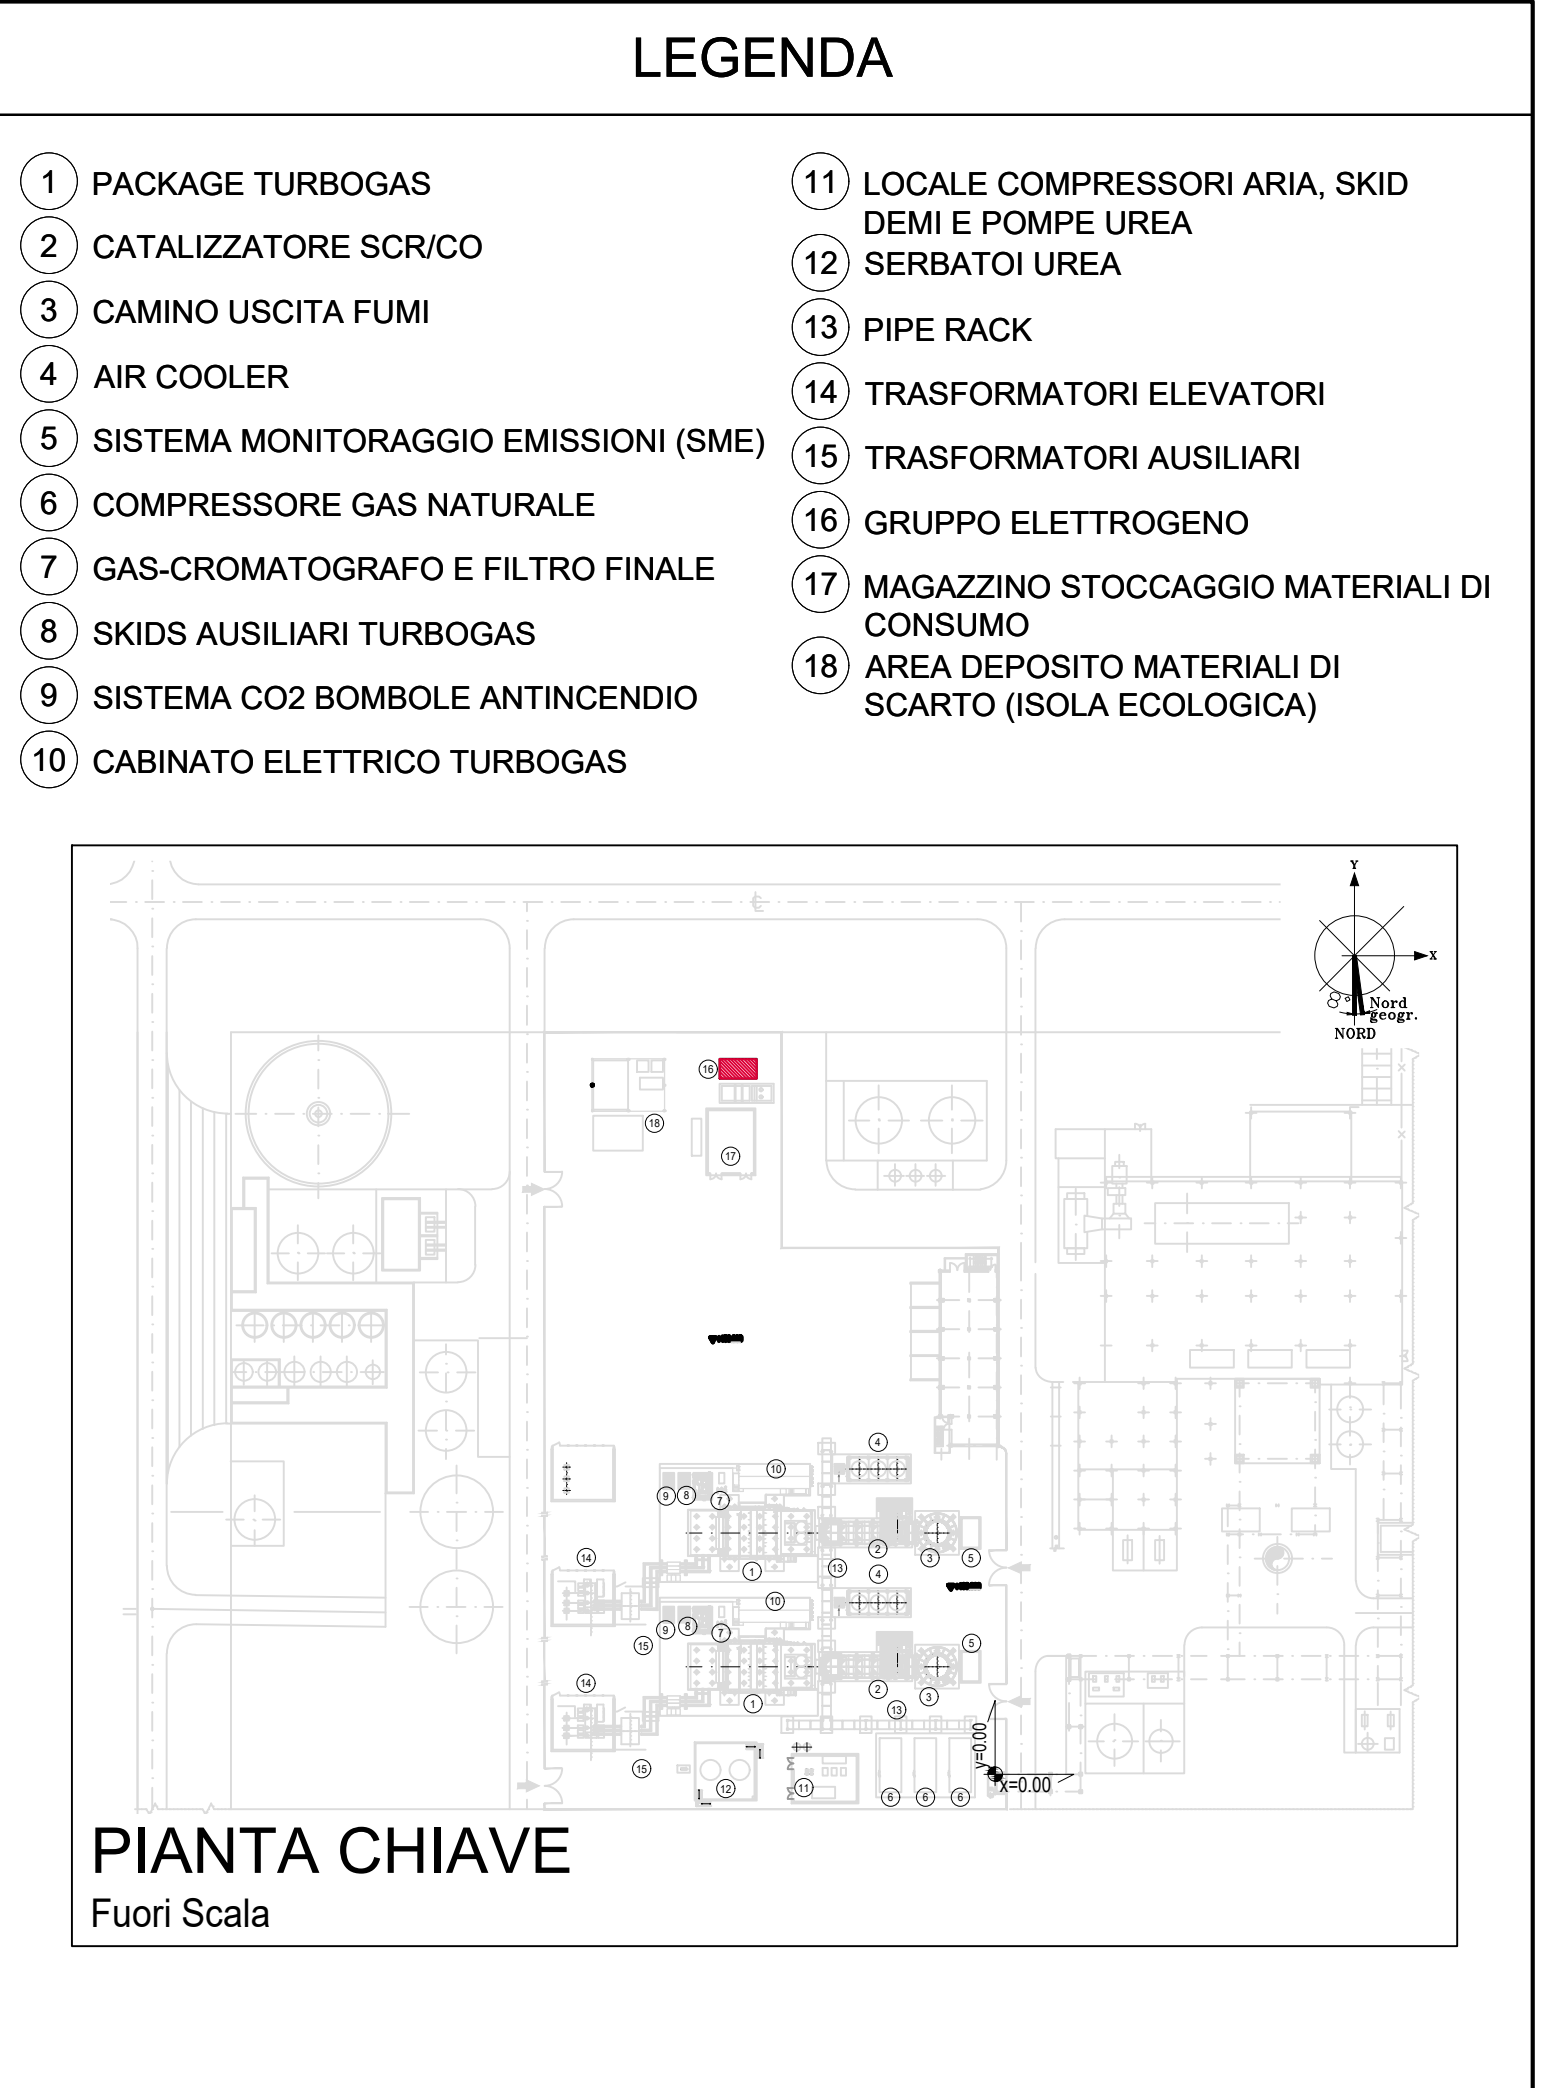 LEGENDA
1 PACKAGE TURBOGAS
2 CATALIZZATORE SCR/CO
3 CAMINO USCITA FUMI
4 AIR COOLER
5 SISTEMA MONITORAGGIO EMISSIONI (SME)
6 COMPRESSORE GAS NATURALE
7 GAS-CROMATOGRAFO E FILTRO FINALE
8 SKIDS AUSILIARI TURBOGAS
9 SISTEMA CO2 BOMBOLE ANTINCENDIO
10 CABINATO ELETTRICO TURBOGAS
11 LOCALE COMPRESSORI ARIA, SKID
DEMI E POMPE UREA
12 SERBATOI UREA
13 PIPE RACK
14 TRASFORMATORI ELEVATORI
15 TRASFORMATORI AUSILIARI
16 GRUPPO ELETTROGENO
17 MAGAZZINO STOCCAGGIO MATERIALI DI
CONSUMO
18 AREA DEPOSITO MATERIALI DI
SCARTO (ISOLA ECOLOGICA)
Y
X
8°
Nord
geogr.
NORD
16
18
17
4
10
9 8 7
2 3 5
14
1
13
4
10
9 8 7
15
5
14
2 3
1
13
15
12
11
6 6 6
y=0.00
x=0.00
PIANTA CHIAVE
Fuori Scala